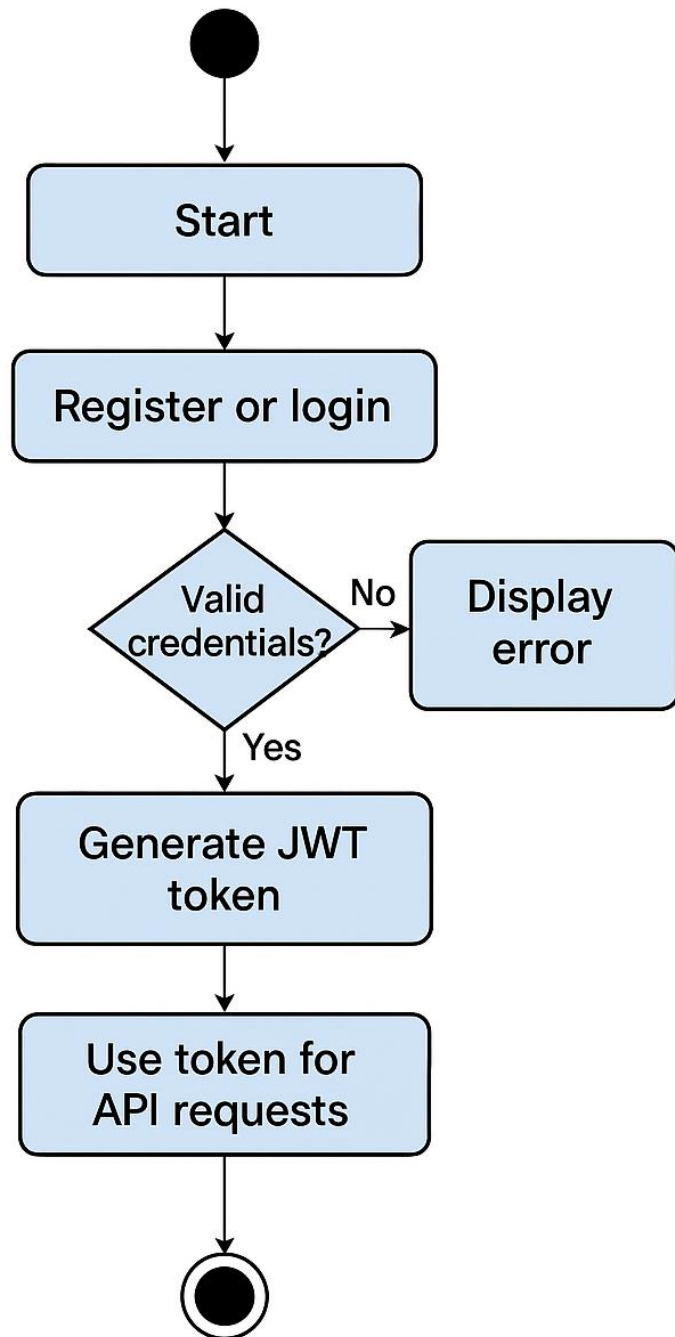 Start
Register or login
Valid
credentials?
No
Display
error
Yes
Generate JWT
token
Use token for
API requests